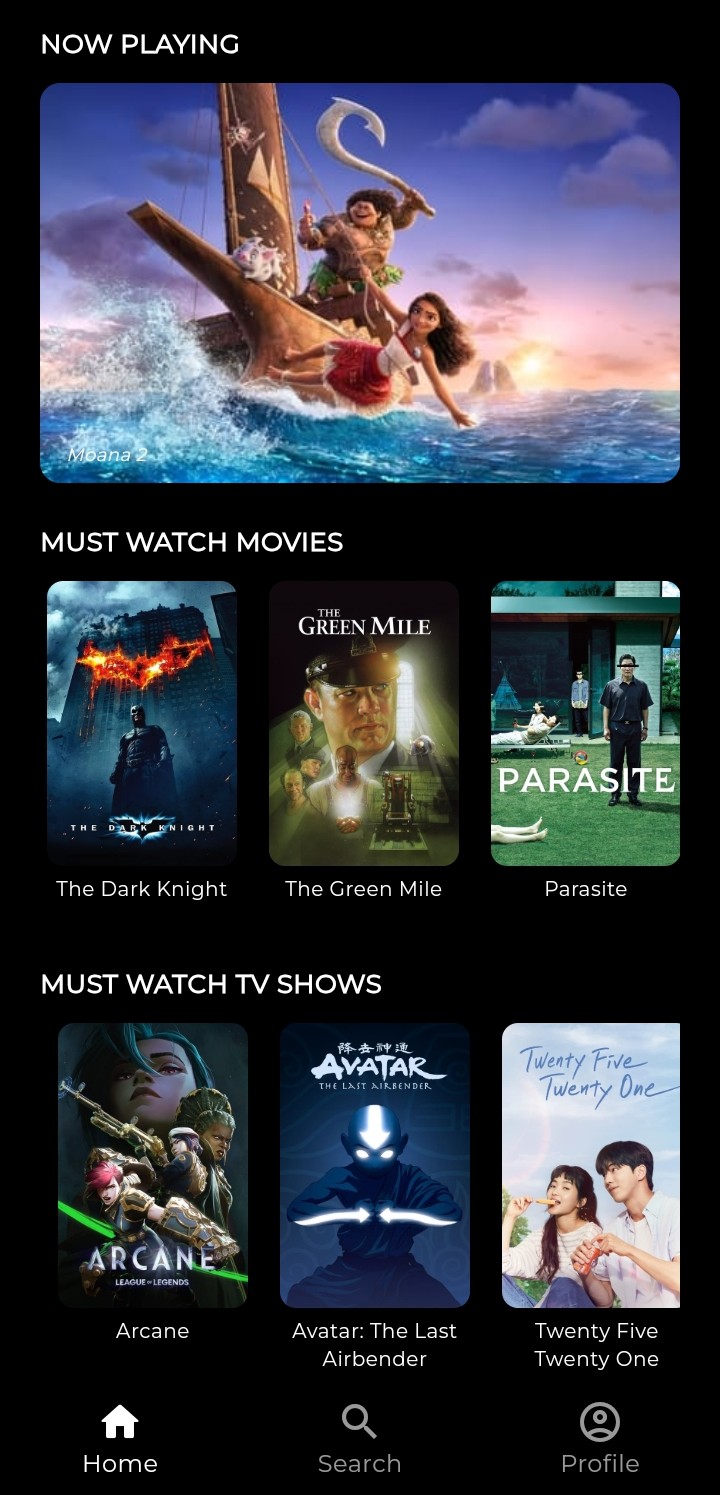 NOW PLAYING
Moana 2
MUST WATCH MOVIES
THE
GREEN MILE
PARASITE
THE DARK KNIGHT
The Dark Knight
The Green Mile
Parasite
MUST WATCH TV SHOWS
降去神通
AVATAR
THE LAST AIRBENDER
Twenty Five
Twenty One
ARCANE
LEAGUE OF LEGENDS
Arcane
Avatar: The Last
Airbender
Twenty Five
Twenty One
Home
Search
Profile